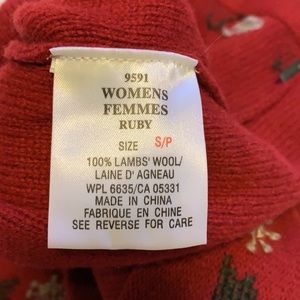 9591
WOMENS
FEMMES
RUBY
SIZE S/P
100% LAMBS' WOOL/
LAINE D' AGNEAU
WPL 6635/CA 05331
MADE IN CHINA
FABRIQUE EN CHINE
SEE REVERSE FOR CARE